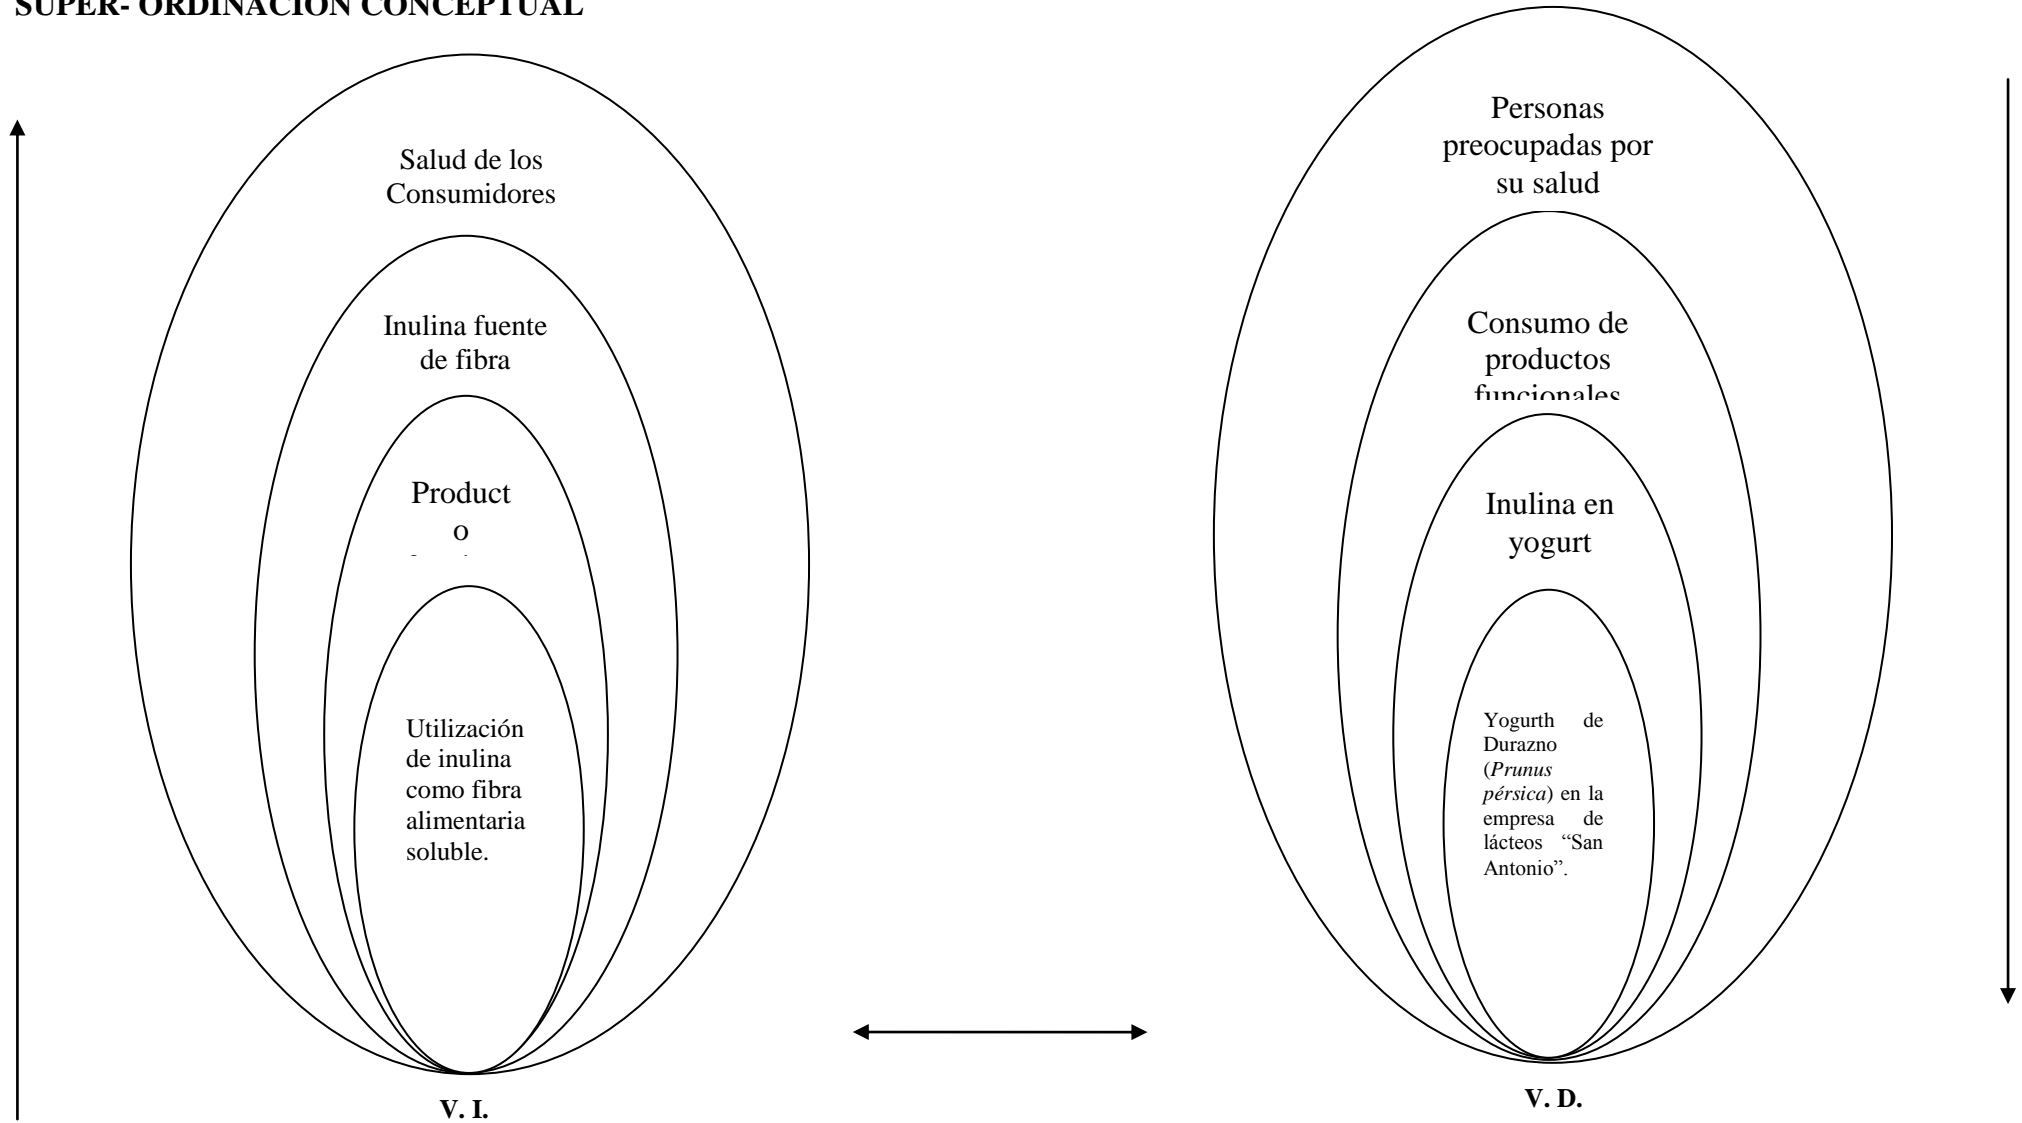 SUPER- ORDINACIÓN CONCEPTUAL
Salud de los
Consumidores
Inulina fuente
de fibra
Product
o
Utilización
de inulina
como fibra
alimentaria
soluble.
V. I.
Personas
preocupadas por
su salud
Consumo de
productos
funcionales
Inulina en
yogurt
Yogurth de
Durazno
(Prunus
pérsica) en la
empresa de
lácteos “San
Antonio”.
V. D.